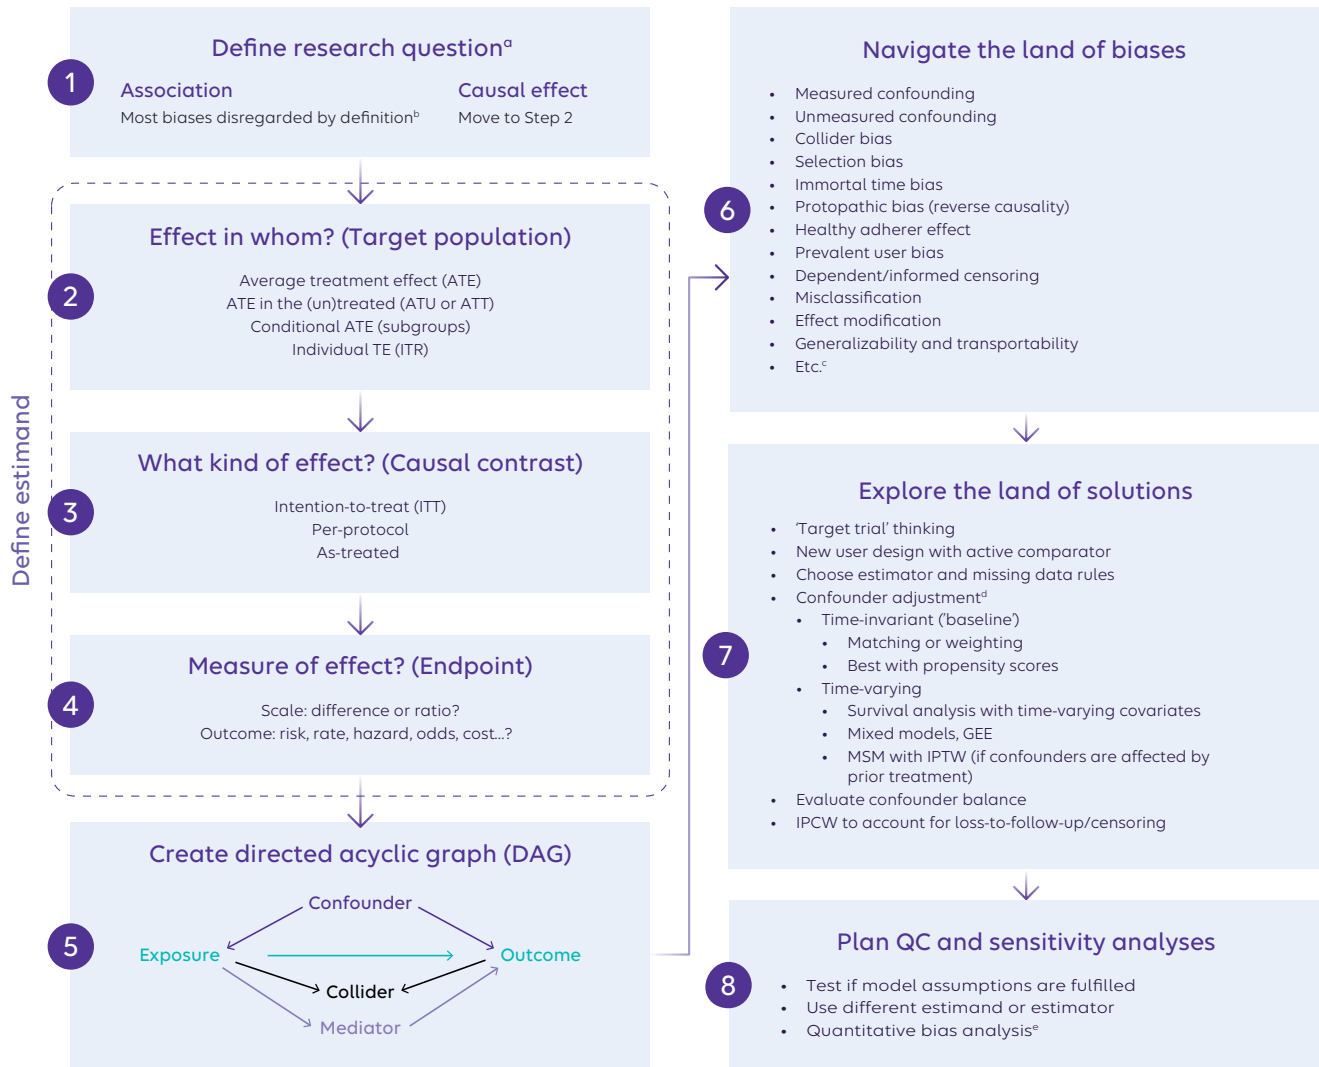 Define research questionᵃ
1
Association
Most biases disregarded by definitionᵇ
Causal effect
Move to Step 2
Define estimand
2
Effect in whom? (Target population)
Average treatment effect (ATE)
ATE in the (un)treated (ATU or ATT)
Conditional ATE (subgroups)
Individual TE (ITR)
3
What kind of effect? (Causal contrast)
Intention-to-treat (ITT)
Per-protocol
As-treated
4
Measure of effect? (Endpoint)
Scale: difference or ratio?
Outcome: risk, rate, hazard, odds, cost...?
5
Create directed acyclic graph (DAG)
Confounder
Exposure
Outcome
Collider
Mediator
6
Navigate the land of biases
• Measured confounding
• Unmeasured confounding
• Collider bias
• Selection bias
• Immortal time bias
• Protopathic bias (reverse causality)
• Healthy adherer effect
• Prevalent user bias
• Dependent/informed censoring
• Misclassification
• Effect modification
• Generalizability and transportability
• Etc.ᶜ
7
Explore the land of solutions
• 'Target trial' thinking
• New user design with active comparator
• Choose estimator and missing data rules
• Confounder adjustmentᵈ
• Time-invariant ('baseline')
• Matching or weighting
• Best with propensity scores
• Time-varying
• Survival analysis with time-varying covariates
• Mixed models, GEE
• MSM with IPTW (if confounders are affected by
prior treatment)
• Evaluate confounder balance
• IPCW to account for loss-to-follow-up/censoring
8
Plan QC and sensitivity analyses
• Test if model assumptions are fulfilled
• Use different estimand or estimator
• Quantitative bias analysisᵉ